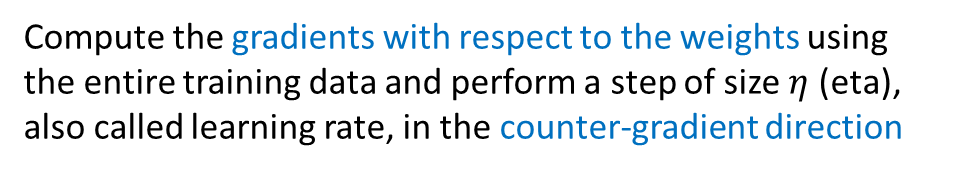 Compute the gradients with respect to the weights using
the entire training data and perform a step of size η (eta),
also called learning rate, in the counter-gradient direction